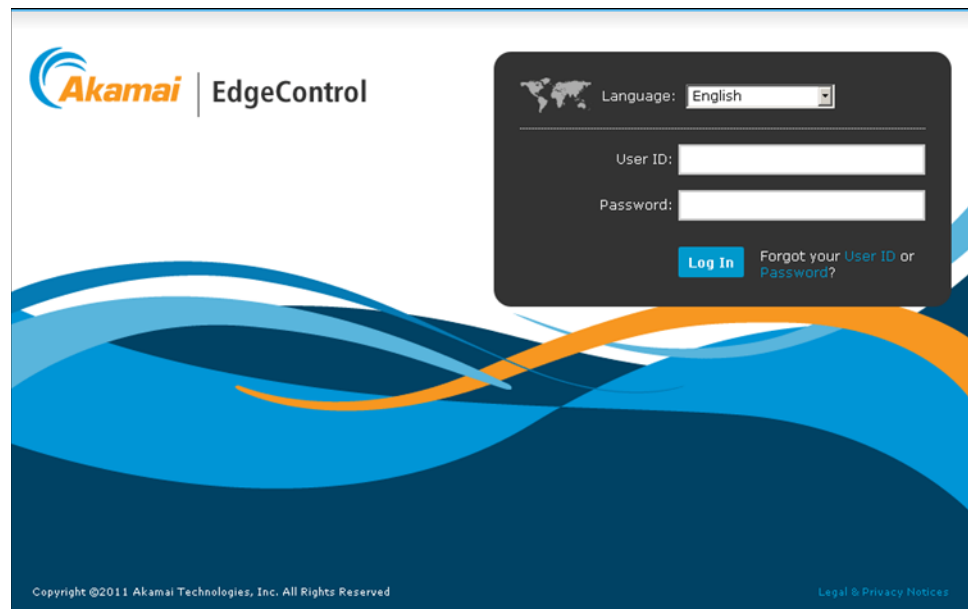 Akamai
EdgeControl
Language: English
User ID:
Password:
Log In
Forgot your User ID or
Password?
Copyright ©2011 Akamai Technologies, Inc. All Rights Reserved
Legal & Privacy Notices